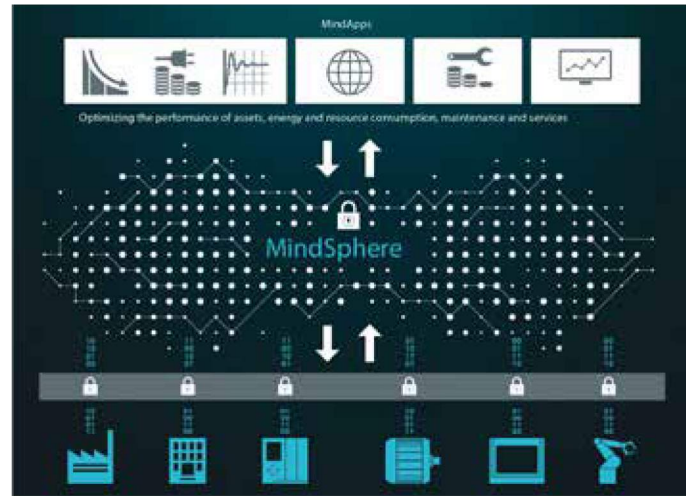 MindApps
Optimizing the performance of assets, energy and resource consumption, maintenance and services
MindSphere